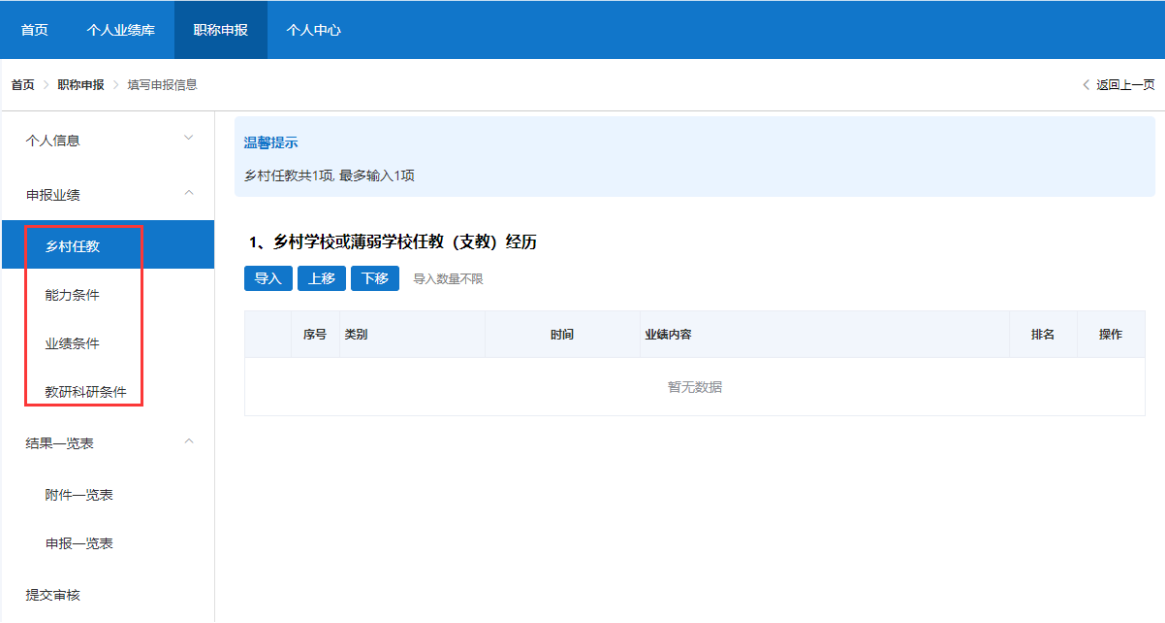 首页 个人业绩库 职称申报 个人中心
首页 > 职称申报 > 填写申报信息 < 返回上一页
个人信息
申报业绩
乡村任教
能力条件
业绩条件
教研科研条件
结果一览表
附件一览表
申报一览表
提交审核
温馨提示
乡村任教共1项, 最多输入1项
1、乡村学校或薄弱学校任教（支教）经历
导入 上移 下移 导入数量不限
序号 类别 时间 业绩内容 排名 操作
暂无数据